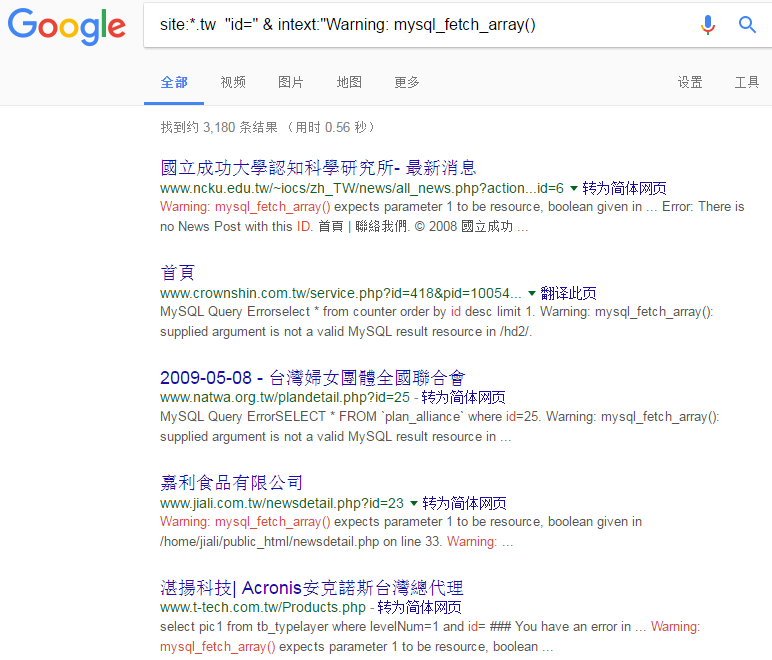 Google
site:*.tw "id=" & intext:"Warning: mysql_fetch_array()
全部 视频 图片 地图 更多 设置 工具
找到约 3,180 条结果 (用时 0.56 秒)
國立成功大學認知科學研究所- 最新消息
www.ncku.edu.tw/~iocs/zh_TW/news/all_news.php?action...id=6 ▼ 转为简体网页
Warning: mysql_fetch_array() expects parameter 1 to be resource, boolean given in ... Error: There is
no News Post with this ID. 首頁 | 聯絡我們. © 2008 國立成功 ...
首頁
www.crownshin.com.tw/service.php?id=418&pid=10054... ▼ 翻译此页
MySQL Query Errorselect * from counter order by id desc limit 1. Warning: mysql_fetch_array():
supplied argument is not a valid MySQL result resource in /hd2/.
2009-05-08 - 台灣婦女團體全國聯合會
www.natwa.org.tw/plandetail.php?id=25 - 转为简体网页
MySQL Query ErrorSELECT * FROM `plan_alliance` where id=25. Warning: mysql_fetch_array():
supplied argument is not a valid MySQL result resource in ...
嘉利食品有限公司
www.jiali.com.tw/newsdetail.php?id=23 ▼ 转为简体网页
Warning: mysql_fetch_array() expects parameter 1 to be resource, boolean given in
/home/jiali/public_html/newsdetail.php on line 33. Warning: ...
湛揚科技| Acronis安克諾斯台灣總代理
www.t-tech.com.tw/Products.php - 转为简体网页
select pic1 from tb_typelayer where levelNum=1 and id= ### You have an error in ... Warning:
mysql_fetch_array() expects parameter 1 to be resource, boolean ...